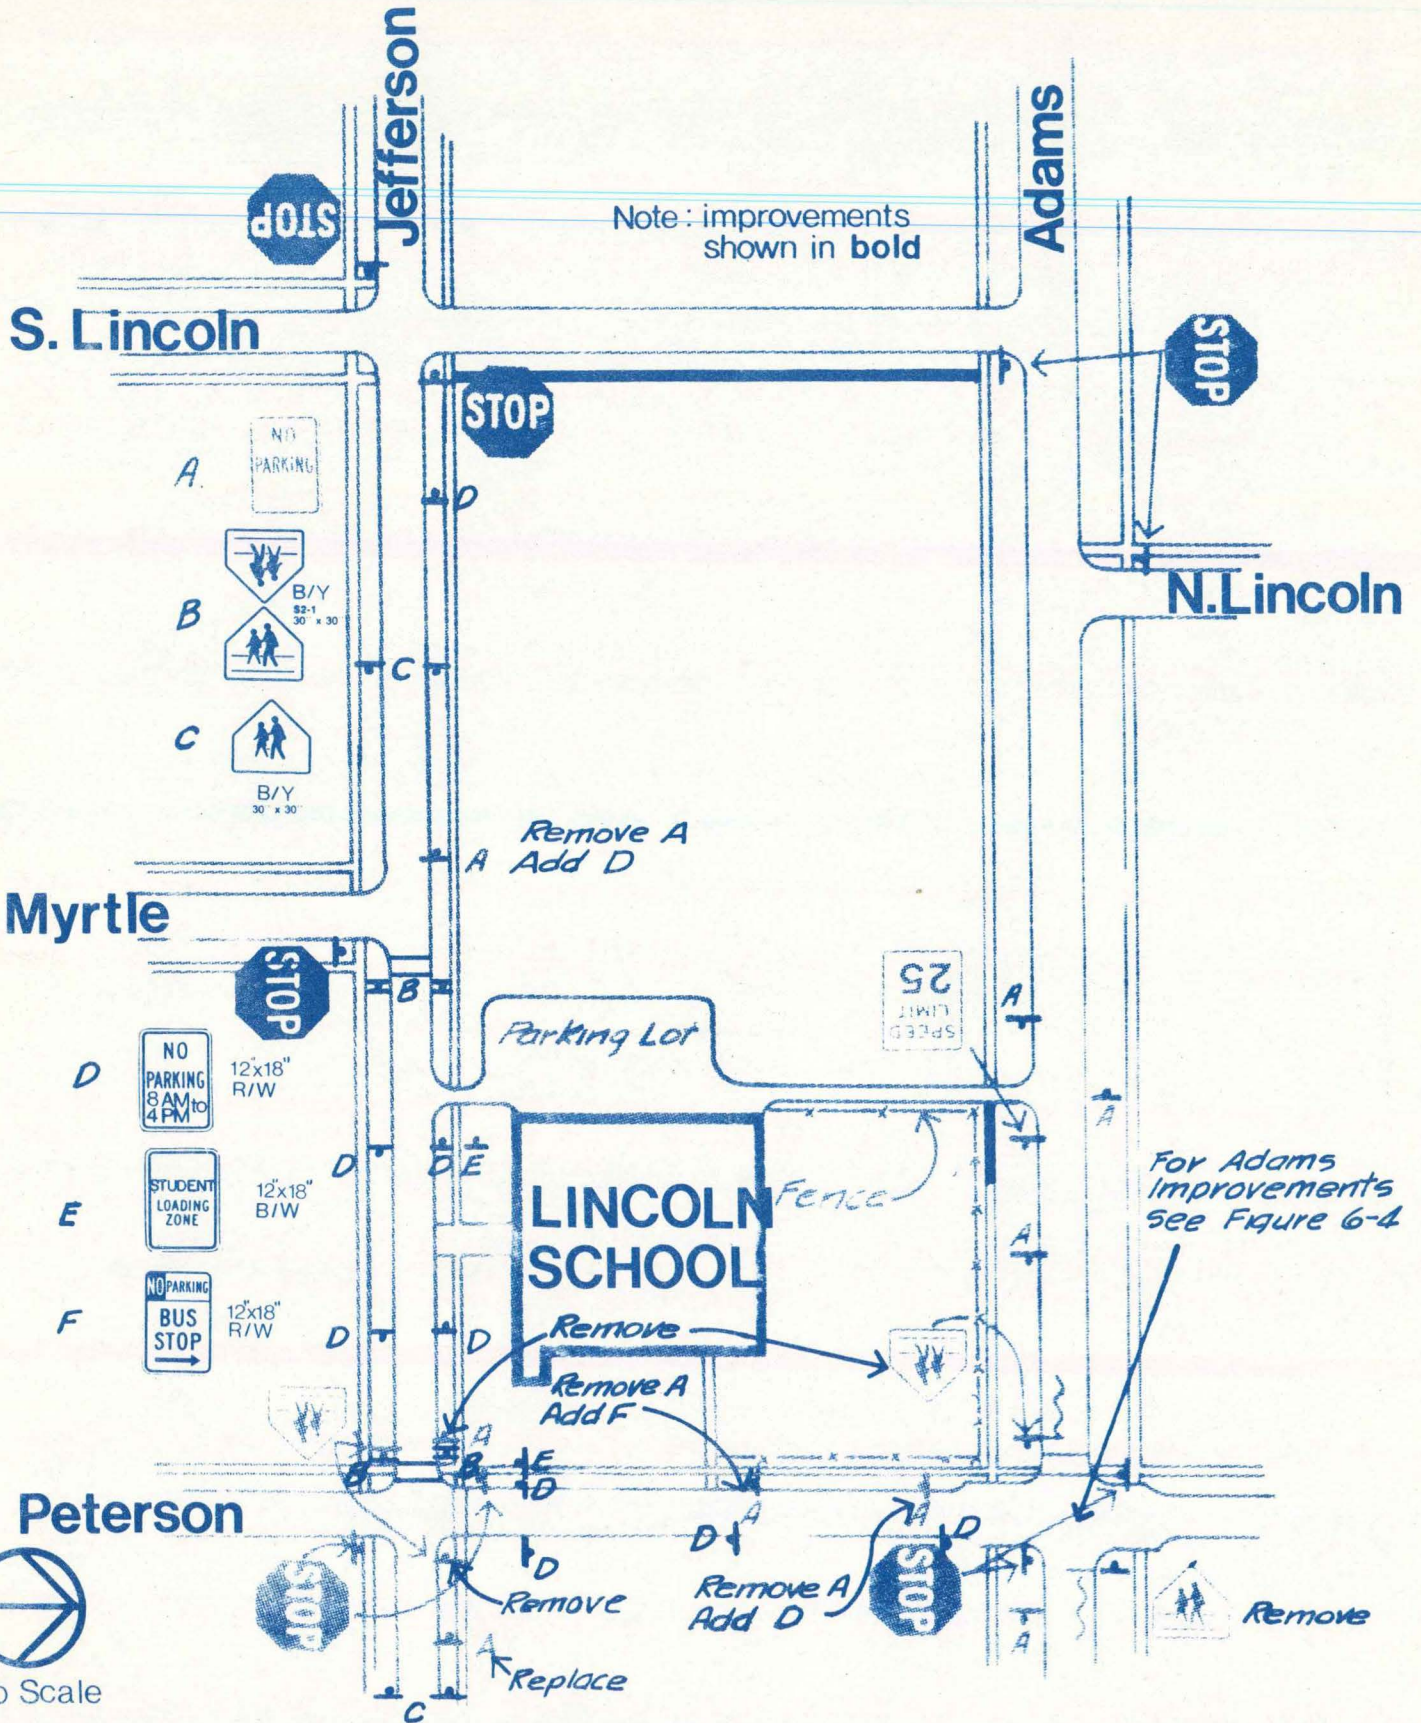 Jefferson
Adams
STOP
Note: improvements
shown in bold
S. Lincoln
STOP
STOP
A.
NO
PARKING
D
B
B/Y
S2-1
30" x 30
N. Lincoln
C
C
B/Y
30" x 30"
Remove A
Add D
A
Myrtle
STOP
B
SPEED
LIMIT
25
A
Parking Lot
D
NO
PARKING
8 AM to
4 PM
12"x18"
R/W
A
D
D E
For Adams
Improvements
see Figure 6-4
E
STUDENT
LOADING
ZONE
12"x18"
B/W
LINCOLN
SCHOOL
Fence
A
F
NO PARKING
BUS
STOP
12"x18"
R/W
D
D
Remove
Remove A
Add F
A
B
B
E
D
A
A
Peterson
D
D
D
STOP
Remove
Remove A
Add D
STOP
A
Remove
A
Replace
Scale
C